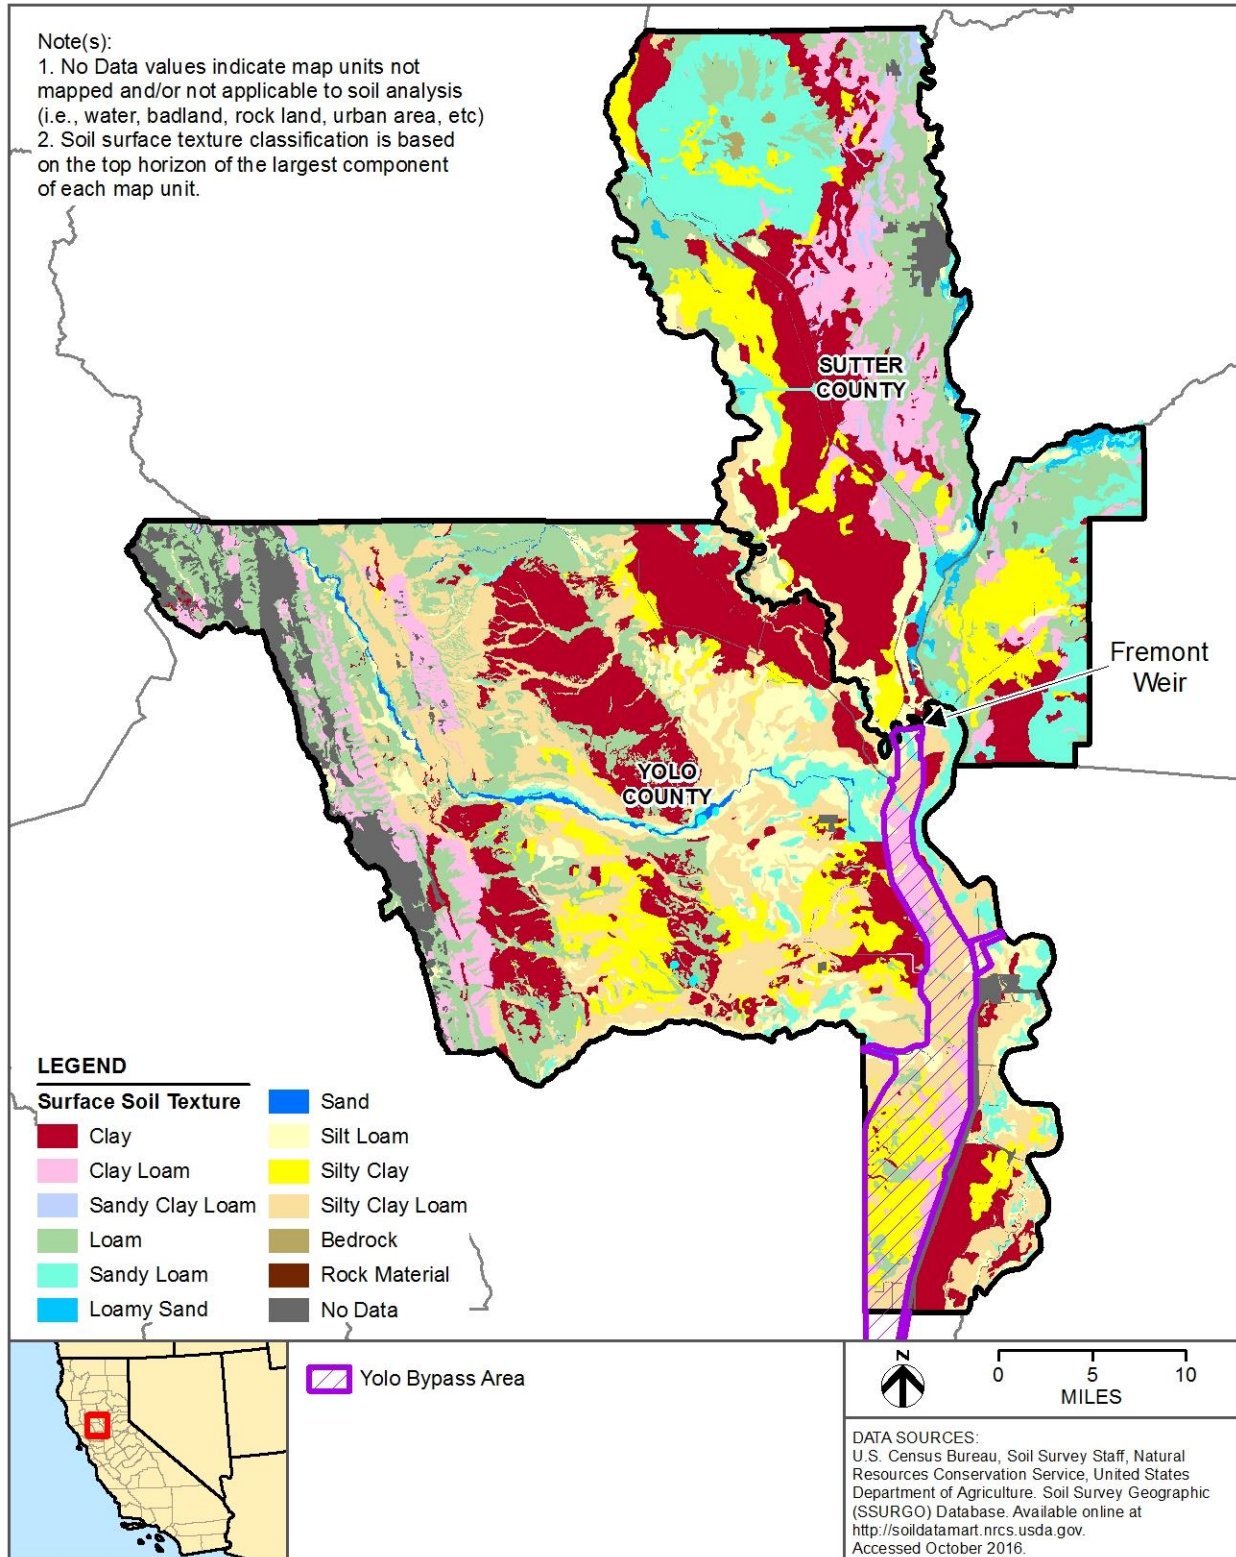 Note(s):
1. No Data values indicate map units not
mapped and/or not applicable to soil analysis
(i.e., water, badland, rock land, urban area, etc)
2. Soil surface texture classification is based
on the top horizon of the largest component
of each map unit.
SUTTER
COUNTY
Fremont
Weir
YOLO
COUNTY
LEGEND
Surface Soil Texture
Clay
Clay Loam
Sandy Clay Loam
Loam
Sandy Loam
Loamy Sand
Sand
Silt Loam
Silty Clay
Silty Clay Loam
Bedrock
Rock Material
No Data
Yolo Bypass Area
N
0 5 10
MILES
DATA SOURCES:
U.S. Census Bureau, Soil Survey Staff, Natural
Resources Conservation Service, United States
Department of Agriculture. Soil Survey Geographic
(SSURGO) Database. Available online at
http://soildatamart.nrcs.usda.gov.
Accessed October 2016.